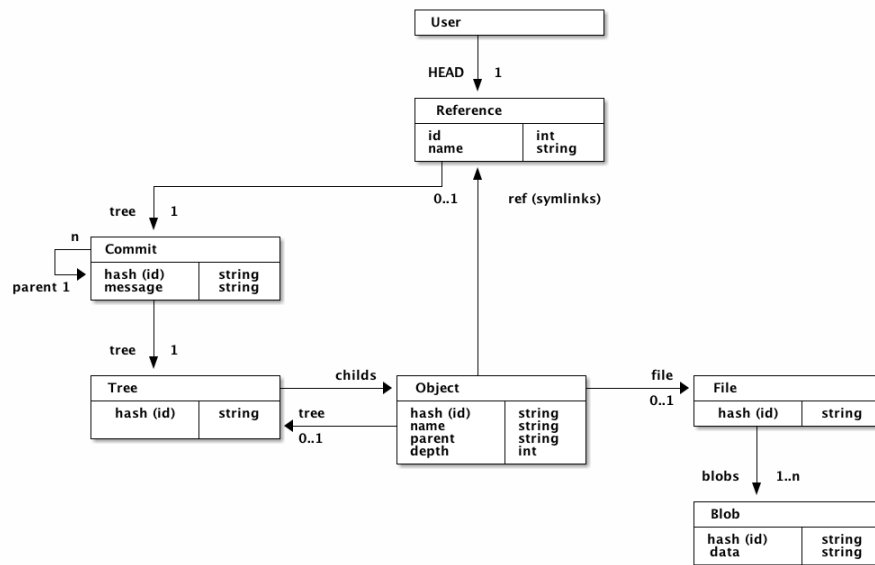 User
HEAD 1
Reference
id int
name string
0..1 ref (symlinks)
tree 1
n
Commit
parent 1
hash (id) string
message string
tree 1
Tree
hash (id) string
childs
tree
0..1
Object
hash (id) string
name string
parent string
depth int
file
0..1
File
hash (id) string
blobs 1..n
Blob
hash (id) string
data string